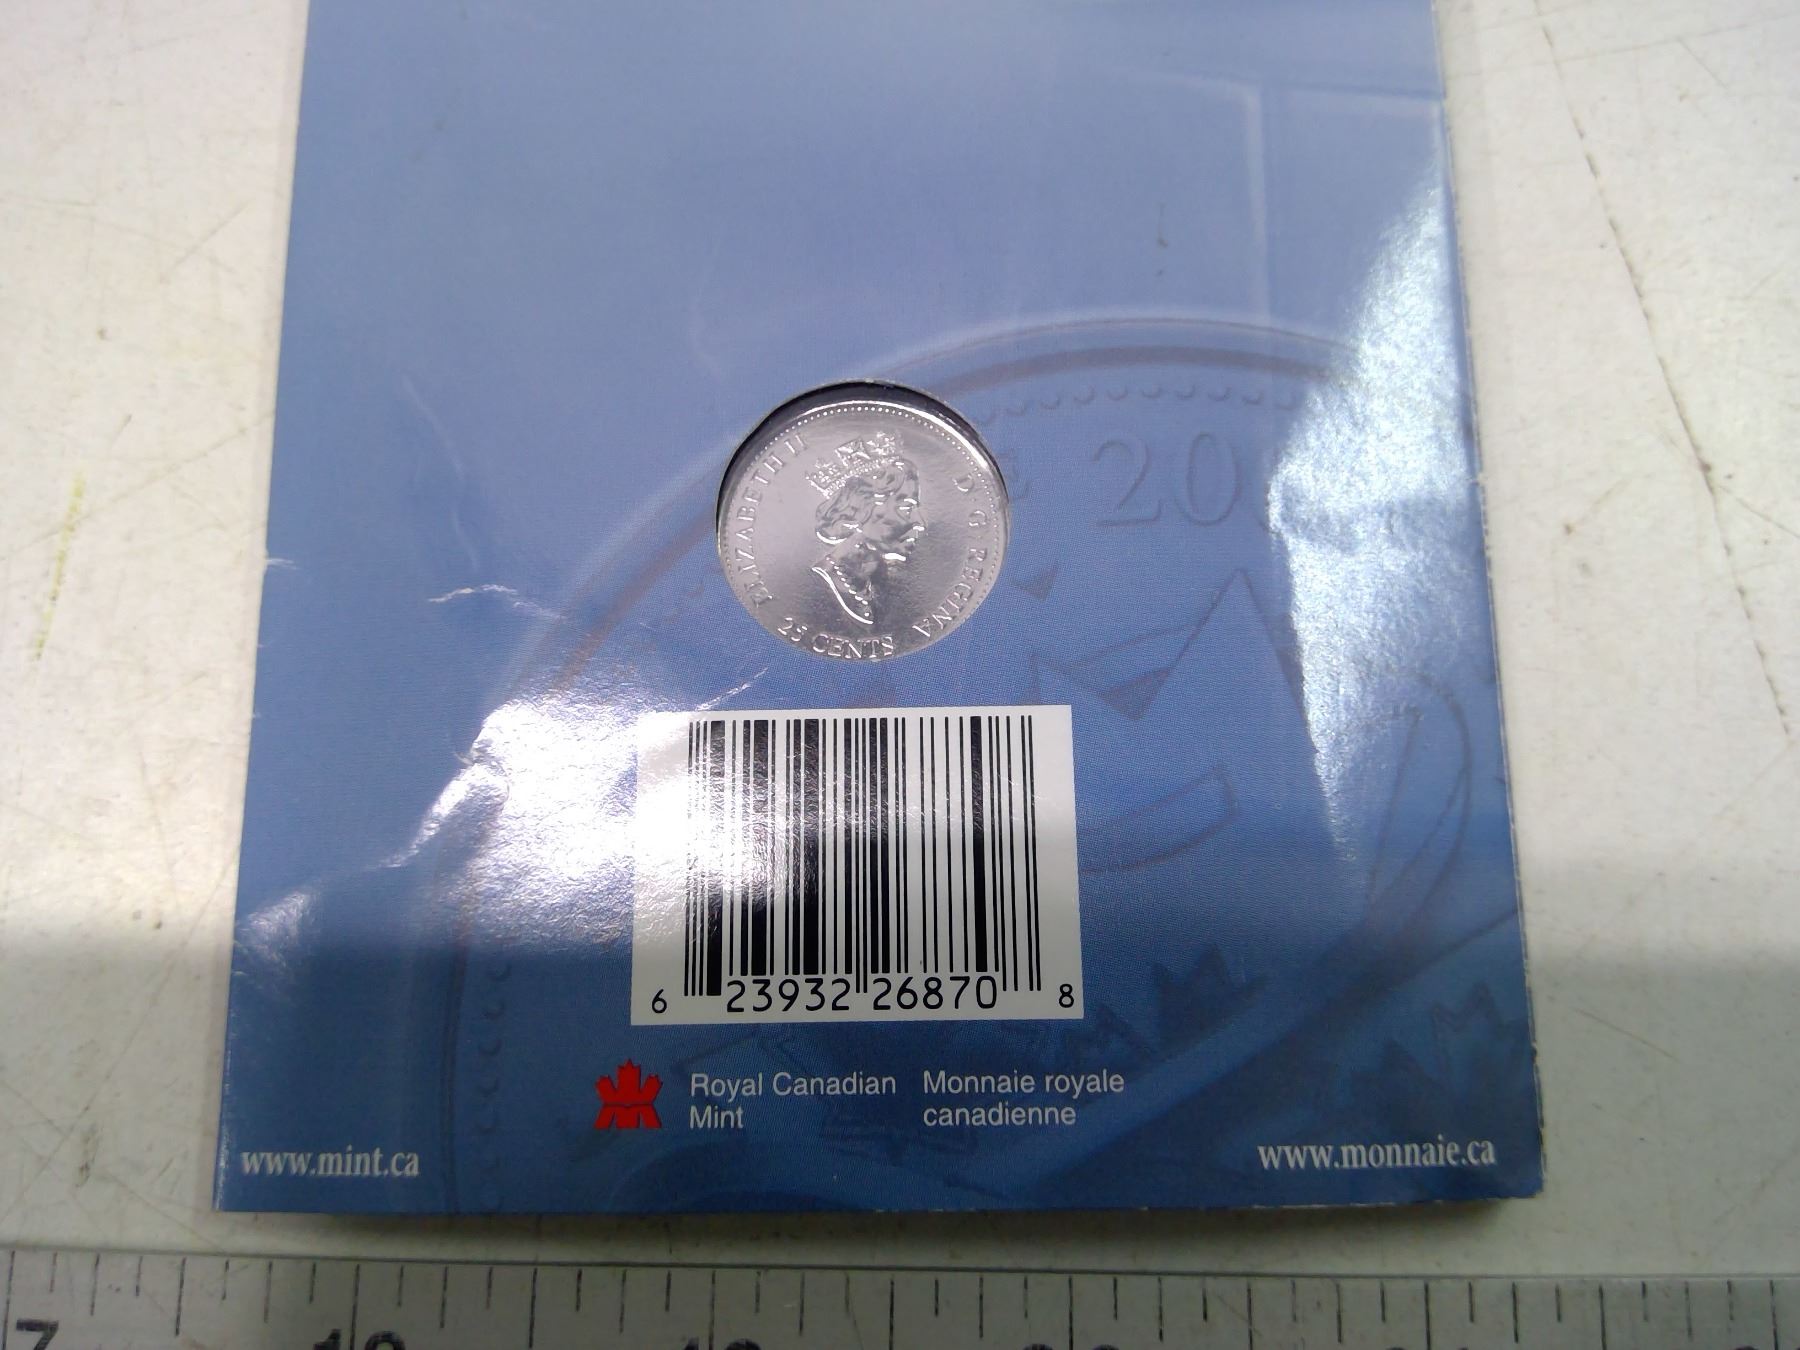 20
ELIZABETH II
D·G·REGINA
25 CENTS
6 23932 26870 8
Royal Canadian Mint
Monnaie royale canadienne
www.mint.ca
www.monnaie.ca